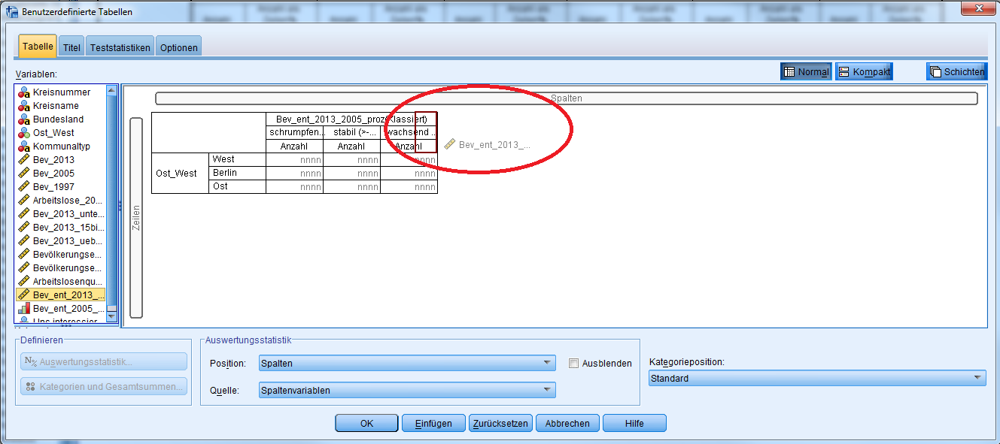 Benutzerdefinierte Tabellen
Tabelle Titel Teststatistiken Optionen
Variablen:
Normal Kompakt Schichten
Kreisnummer
Kreisname
Bundesland
Ost_West
Kommunaltyp
Bev_2013
Bev_2005
Bev_1997
Arbeitslose_20...
Bev_2013_unte...
Bev_2013_15bi...
Bev_2013_ueb...
Bevölkerungse...
Bevölkerungse...
Arbeitslosenqu...
Bev_ent_2013_...
Bev_ent_2005_...
Uns interessier
Spalten
Zeilen
Bev_ent_2013_2005_proz(Klassiert)
schrumpfen... stabil (>-... wachsend ..
Anzahl Anzahl Anzahl
Bev_ent_2013_...
Ost_West
West nnnn nnnn nnnn
Berlin nnnn nnnn nnnn
Ost nnnn nnnn nnnn
Definieren
N% Auswertungsstatistik...
Kategorien und Gesamtsummen...
Auswertungsstatistik
Position: Spalten Ausblenden
Quelle: Spaltenvariablen
Kategorieposition:
Standard
OK Einfügen Zurücksetzen Abbrechen Hilfe